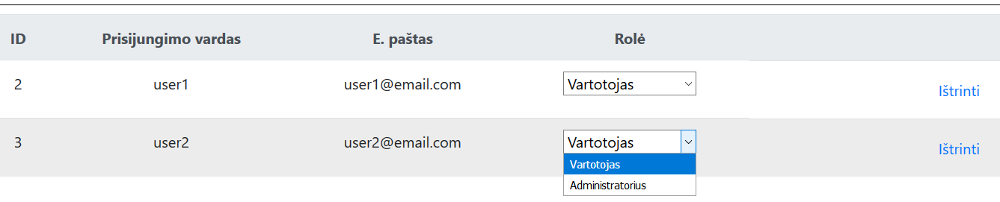 ID Prisijungimo vardas E. paštas Rolė
2 user1 user1@email.com Vartotojas Ištrinti
3 user2 user2@email.com Vartotojas Ištrinti
Vartotojas
Administratorius